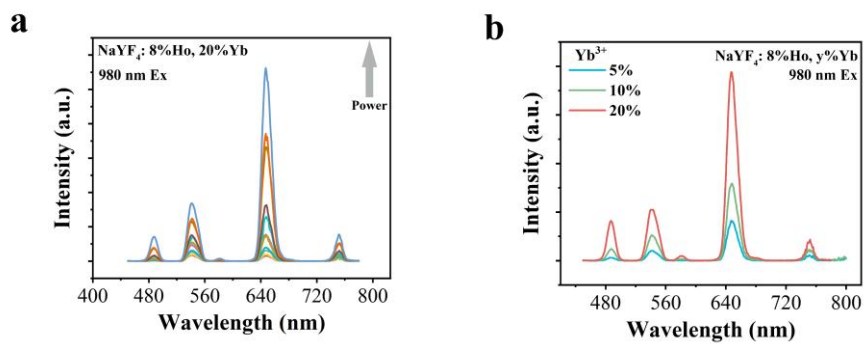 a
NaYF₄: 8%Ho, 20%Yb
980 nm Ex
Power
Intensity (a.u.)
400 480 560 640 720 800
Wavelength (nm)
b
Yb³⁺
5%
10%
20%
NaYF₄: 8%Ho, y%Yb
980 nm Ex
Intensity (a.u.)
480 560 640 720 800
Wavelength (nm)